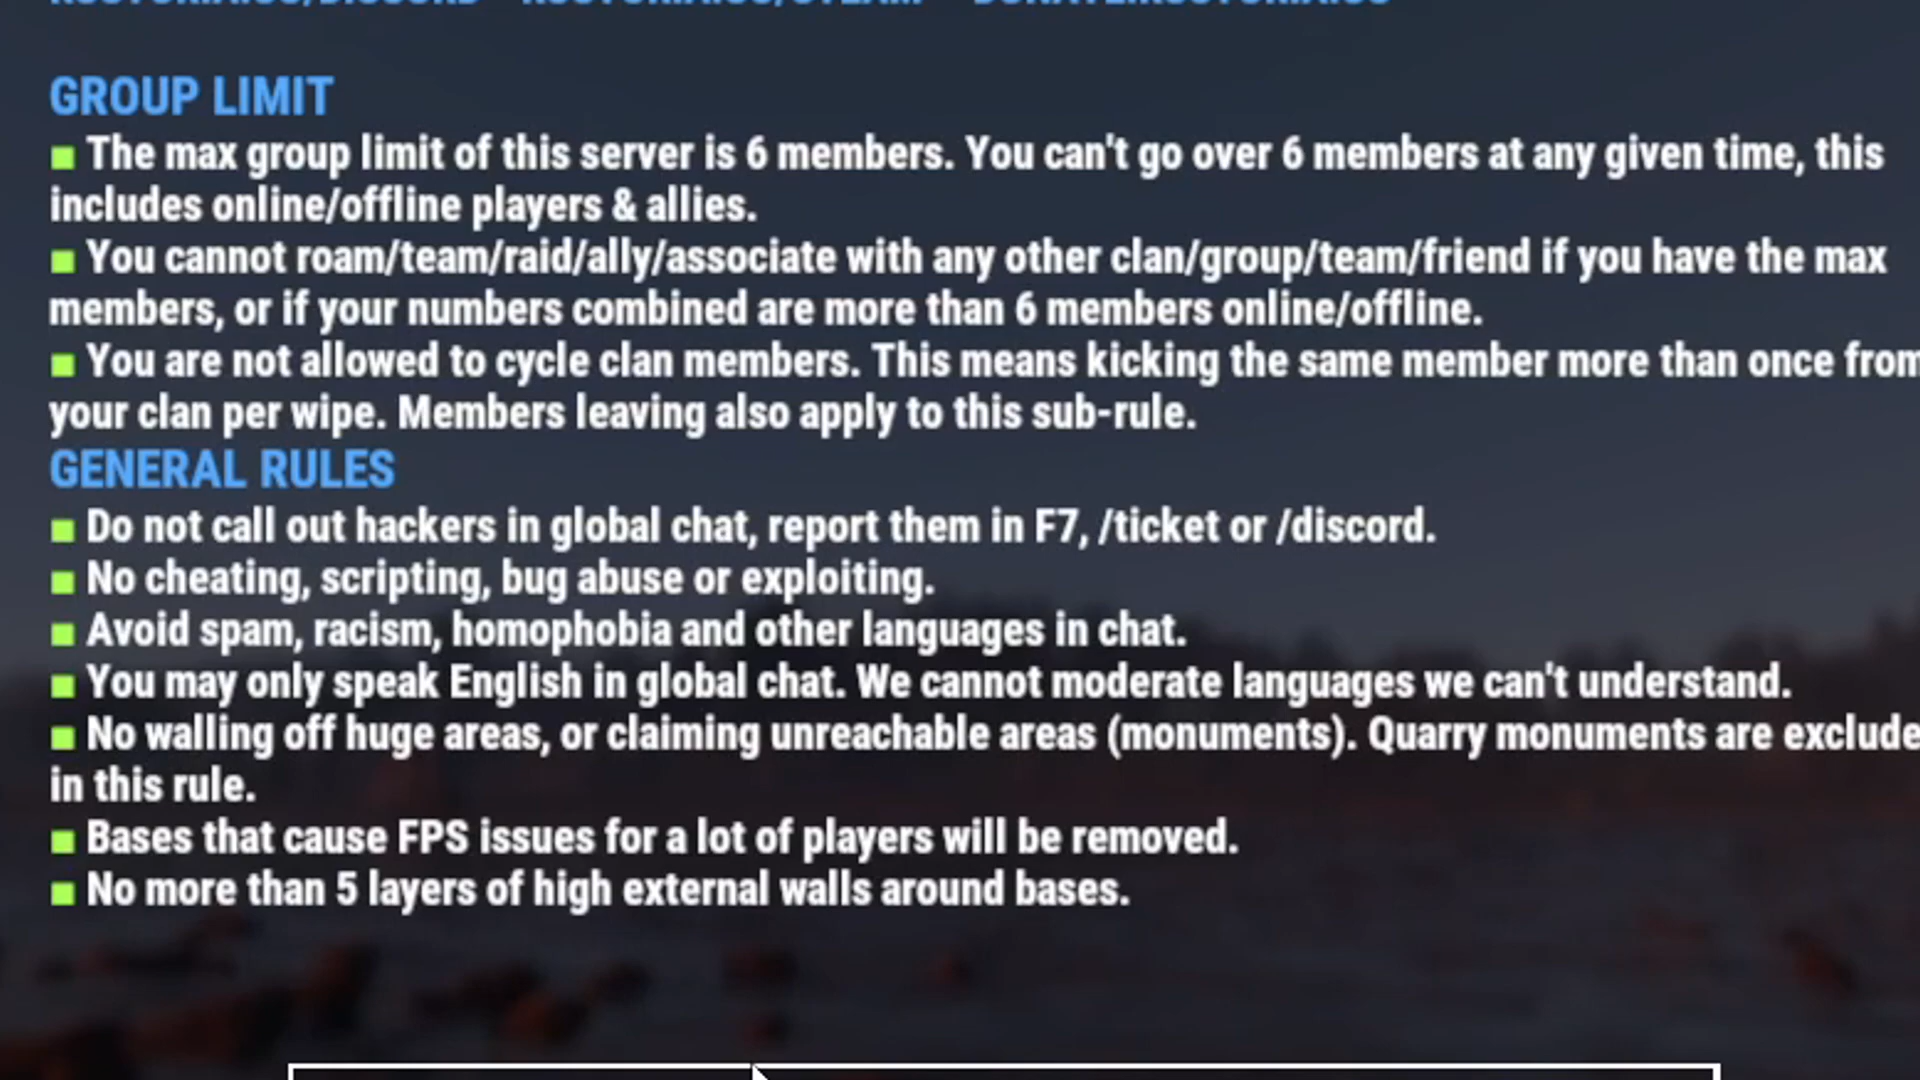 GROUP LIMIT
The max group limit of this server is 6 members. You can't go over 6 members at any given time, this
includes online/offline players & allies.
You cannot roam/team/raid/ally/associate with any other clan/group/team/friend if you have the max
members, or if your numbers combined are more than 6 members online/offline.
You are not allowed to cycle clan members. This means kicking the same member more than once from
your clan per wipe. Members leaving also apply to this sub-rule.
GENERAL RULES
Do not call out hackers in global chat, report them in F7, /ticket or /discord.
No cheating, scripting, bug abuse or exploiting.
Avoid spam, racism, homophobia and other languages in chat.
You may only speak English in global chat. We cannot moderate languages we can't understand.
No walling off huge areas, or claiming unreachable areas (monuments). Quarry monuments are exclude
in this rule.
Bases that cause FPS issues for a lot of players will be removed.
No more than 5 layers of high external walls around bases.